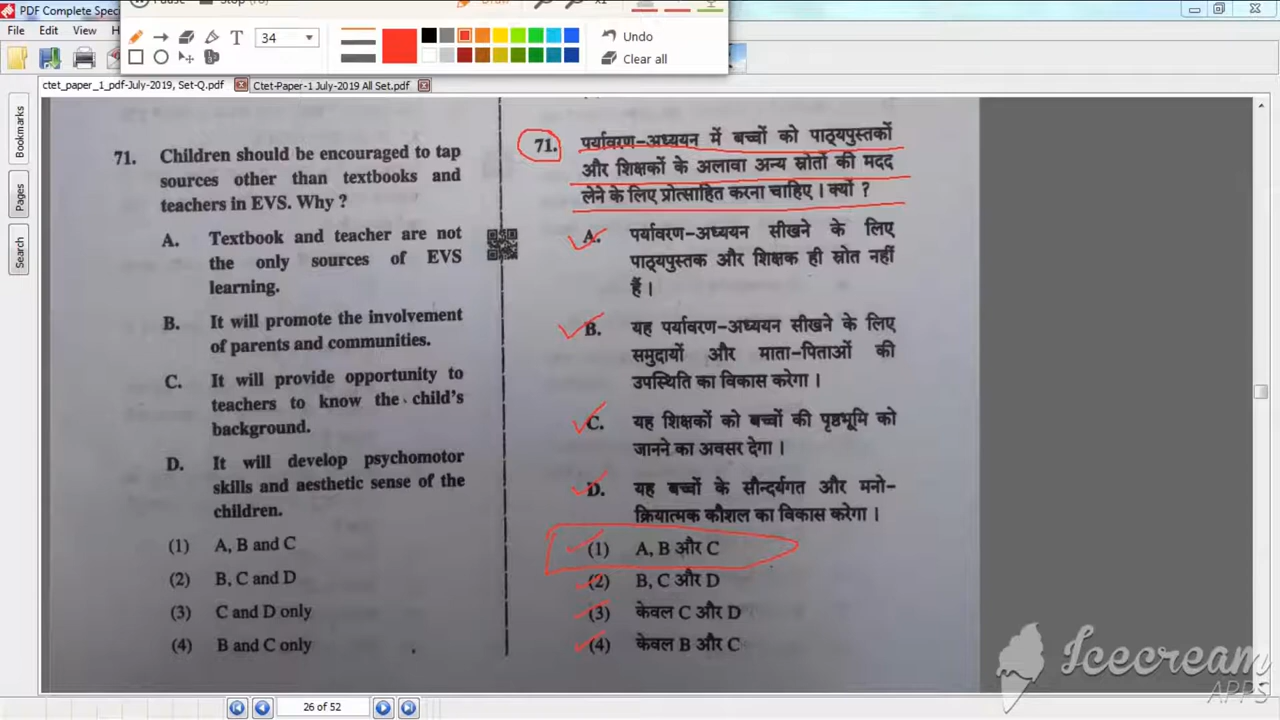 PDF Complete Spec
File Edit View H
34
Undo
Clear all
ctet_paper_1_pdf-July-2019, Set-Q.pdf
Ctet-Paper-1 July-2019 All Set.pdf
Bookmarks
Pages
Search
71. Children should be encouraged to tap
sources other than textbooks and
teachers in EVS. Why ?
A. Textbook and teacher are not
the only sources of EVS
learning.
B. It will promote the involvement
of parents and communities.
C. It will provide opportunity to
teachers to know the child's
background.
D. It will develop psychomotor
skills and aesthetic sense of the
children.
(1) A, B and C
(2) B, C and D
(3) C and D only
(4) B and C only
71. पर्यावरण-अध्ययन में बच्चों को पाठ्यपुस्तकों
और शिक्षकों के अलावा अन्य स्रोतों की मदद
लेने के लिए प्रोत्साहित करना चाहिए । क्यों ?
A. पर्यावरण-अध्ययन सीखने के लिए
पाठ्यपुस्तक और शिक्षक ही स्रोत नहीं
हैं ।
B. यह पर्यावरण-अध्ययन सीखने के लिए
समुदायों और माता-पिताओं की
उपस्थिति का विकास करेगा ।
C. यह शिक्षकों को बच्चों की पृष्ठभूमि को
जानने का अवसर देगा ।
D. यह बच्चों के सौन्दर्यगत और मनो-
क्रियात्मक कौशल का विकास करेगा ।
(1) A, B और C
(2) B, C और D
(3) केवल C और D
(4) केवल B और C
26 of 52
Icecream
APPS